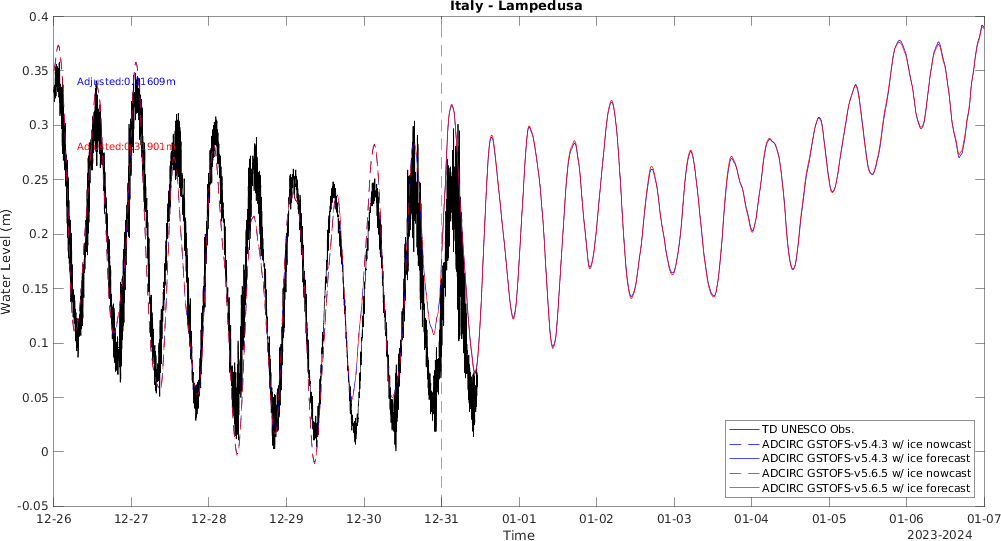 Italy - Lampedusa
0.4
0.35
0.3
0.25
0.2
0.15
0.1
0.05
0
-0.05
Water Level (m)
Adjusted:0.31609m
TD UNESCO Obs.
ADCIRC GSTOFS-v5.4.3 w/ ice nowcast
ADCIRC GSTOFS-v5.4.3 w/ ice forecast
ADCIRC GSTOFS-v5.6.5 w/ ice nowcast
ADCIRC GSTOFS-v5.6.5 w/ ice forecast
12-26 12-27 12-28 12-29 12-30 12-31 01-01 01-02 01-03 01-04 01-05 01-06 01-07
Time
2023-2024